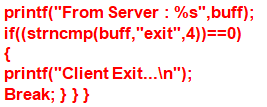 printf("From Server : %s",buff);
if((strncmp(buff,"exit",4))==0)
{
printf("Client Exit...\n");
Break; } } }